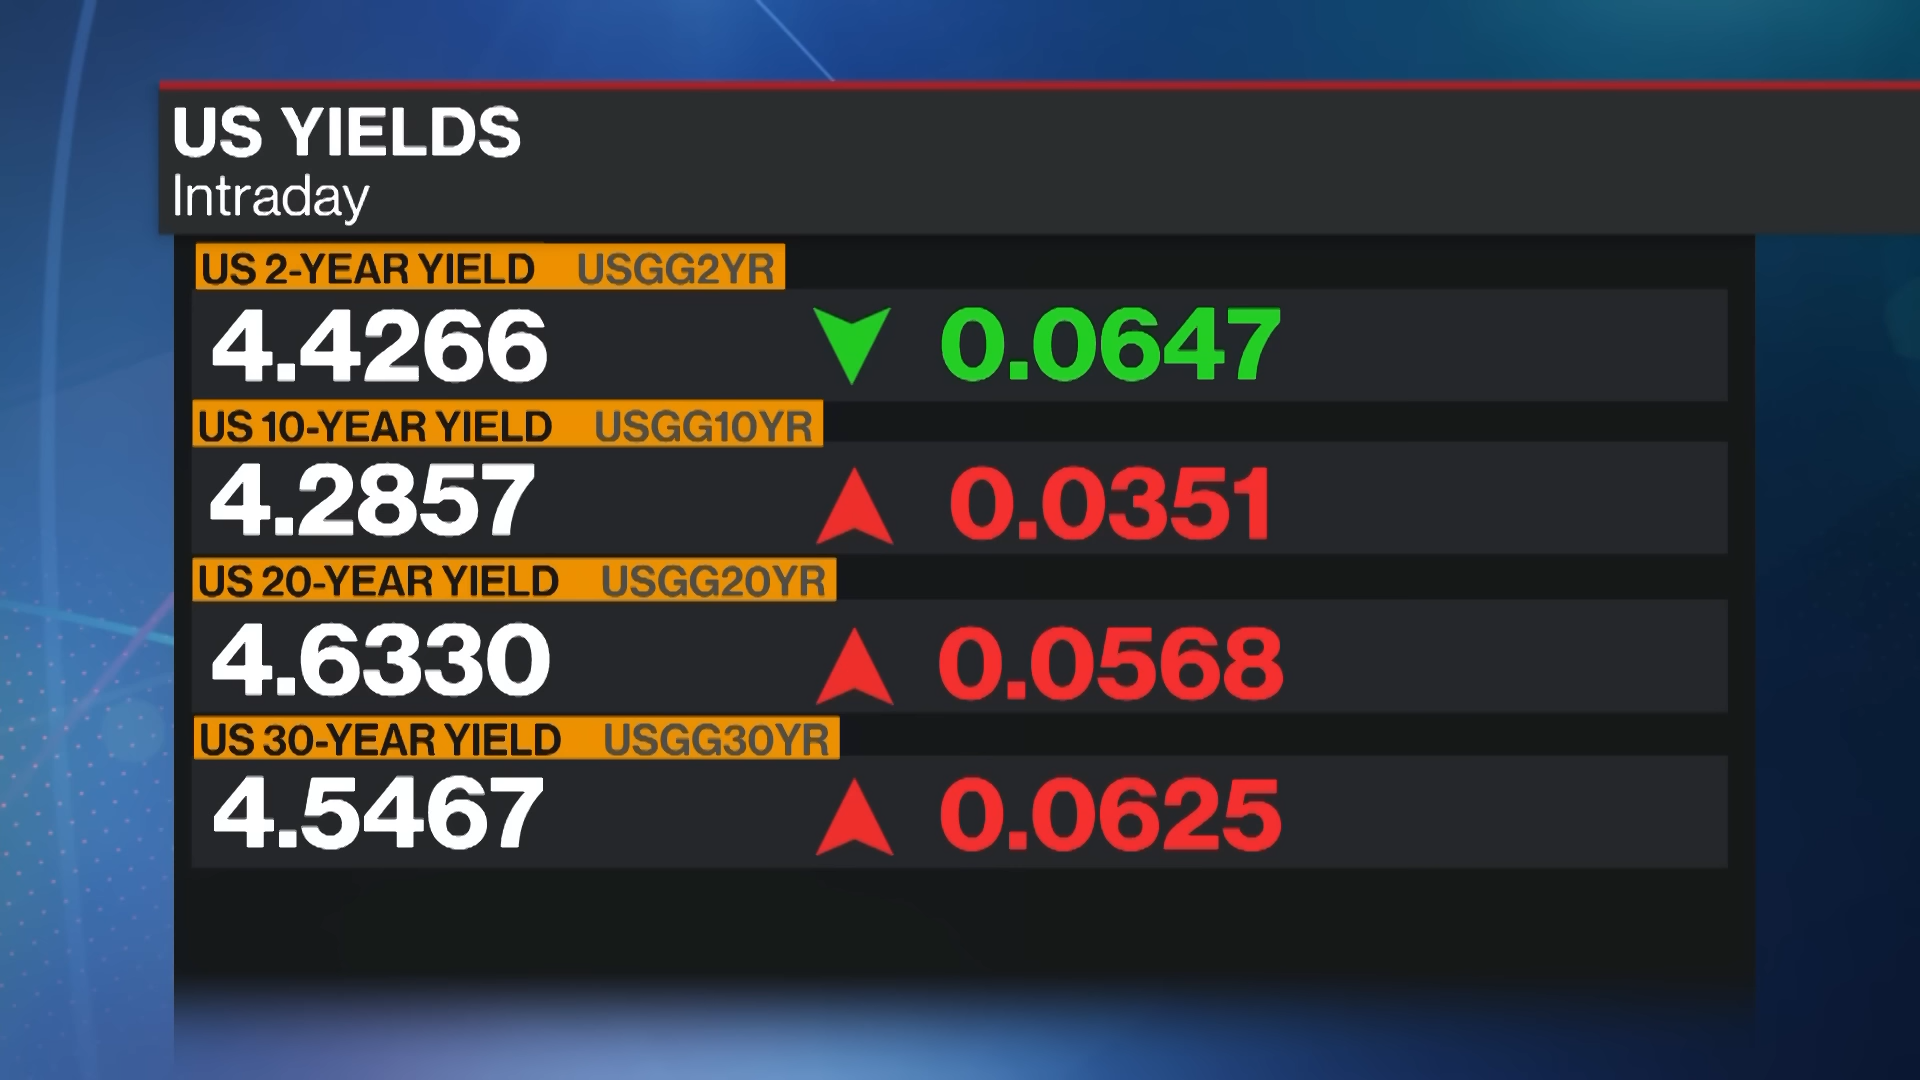 US YIELDS
Intraday
US 2-YEAR YIELD USGG2YR
4.4266 0.0647
US 10-YEAR YIELD USGG10YR
4.2857 0.0351
US 20-YEAR YIELD USGG20YR
4.6330 0.0568
US 30-YEAR YIELD USGG30YR
4.5467 0.0625